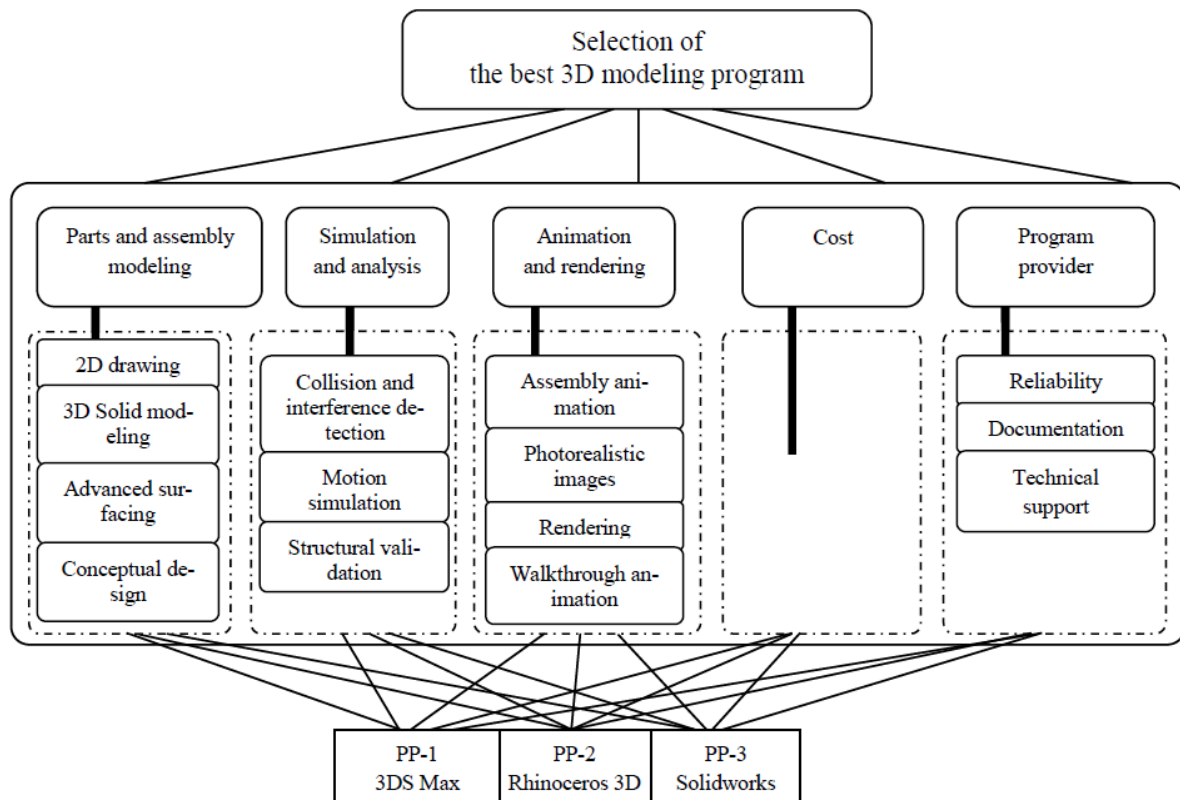 Selection of
the best 3D modeling program
Parts and assembly
modeling
Simulation
and analysis
Animation
and rendering
Cost
Program
provider
2D drawing
3D Solid mod-
eling
Advanced sur-
facing
Conceptual de-
sign
Collision and
interference de-
tection
Motion
simulation
Structural vali-
dation
Assembly ani-
mation
Photorealistic
images
Rendering
Walkthrough an-
imation
Reliability
Documentation
Technical
support
PP-1
3DS Max
PP-2
Rhinoceros 3D
PP-3
Solidworks